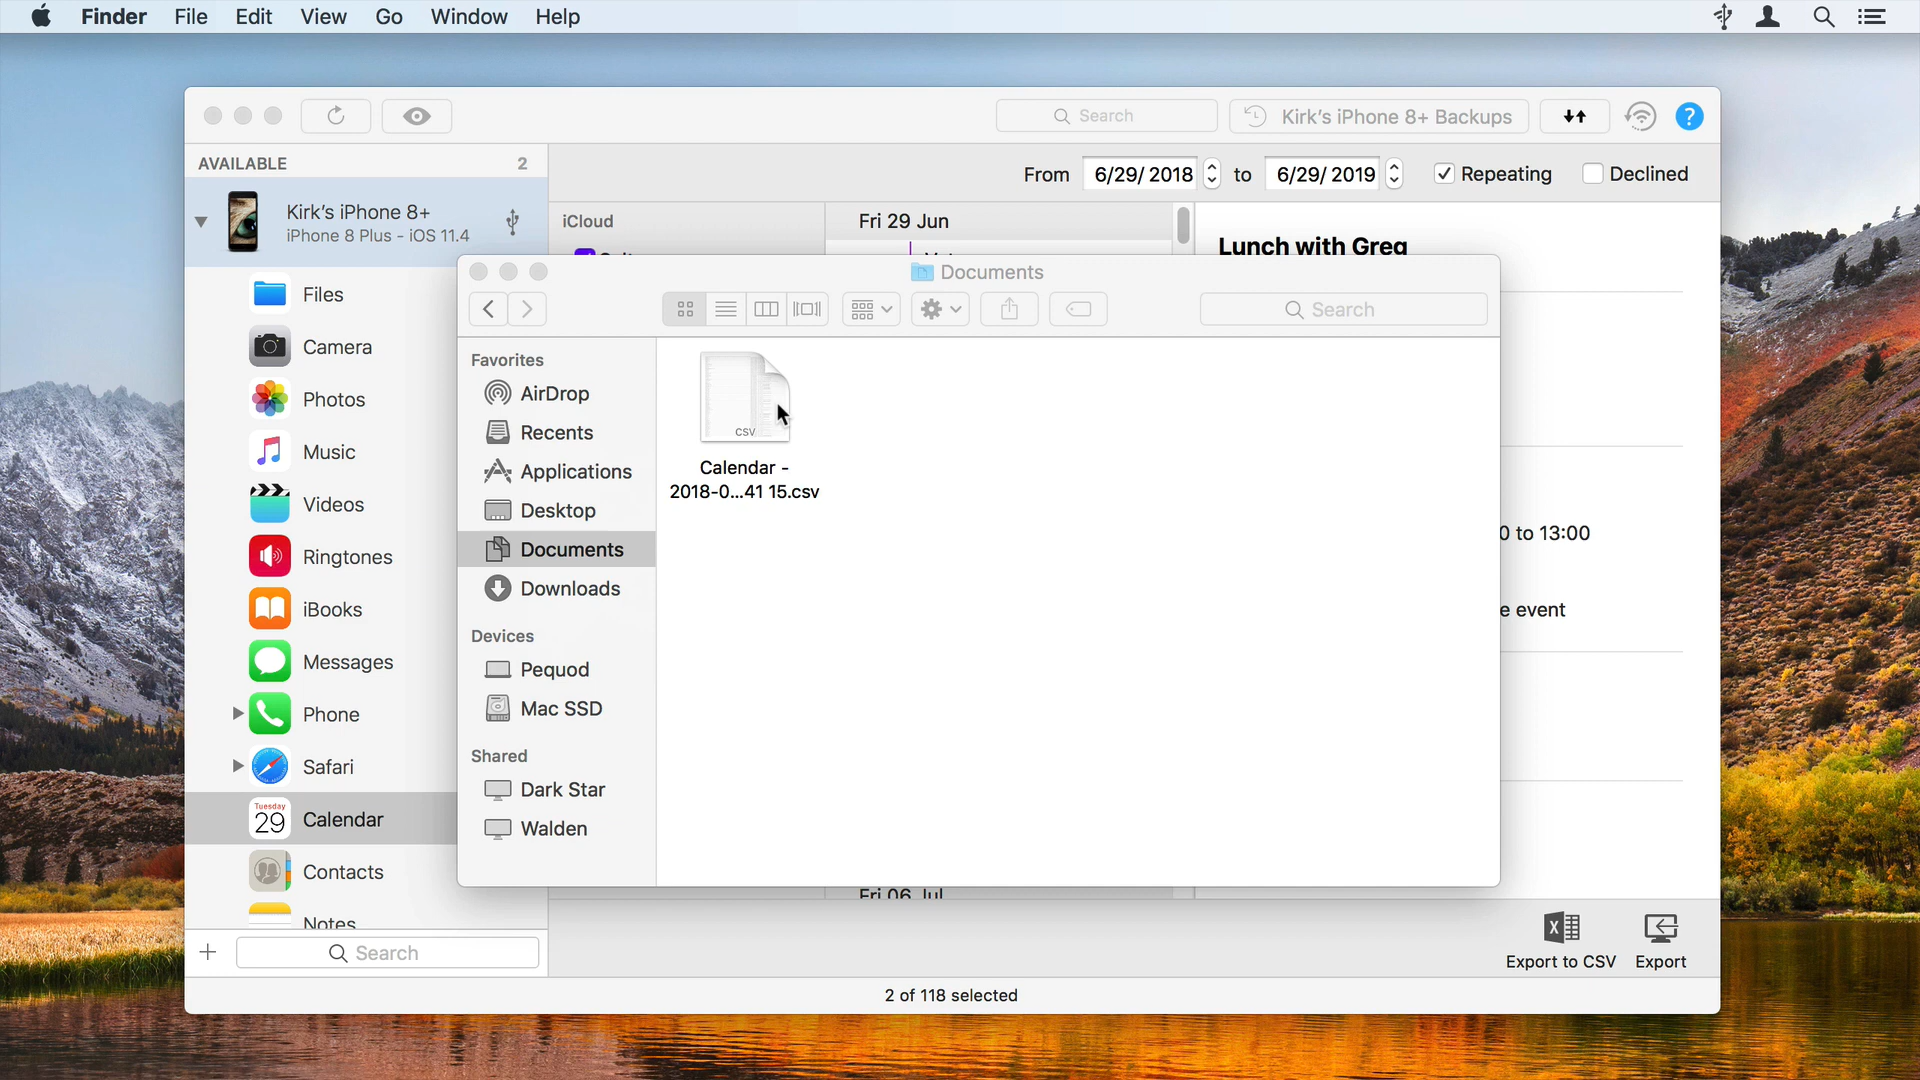 Finder File Edit View Go Window Help
Search
Kirk's iPhone 8+ Backups
?
AVAILABLE 2
From 6/29/ 2018 to 6/29/ 2019 Repeating Declined
Kirk's iPhone 8+
iPhone 8 Plus - iOS 11.4
iCloud
Fri 29 Jun
Lunch with Greg
Files
Camera
Photos
Music
Videos
Ringtones
iBooks
Messages
Phone
Safari
Tuesday
29
Calendar
Contacts
Notes
Search
Documents
Search
Favorites
AirDrop
Recents
Applications
Desktop
Documents
Downloads
Devices
Pequod
Mac SSD
Shared
Dark Star
Walden
CSV
Calendar -
2018-0...41 15.csv
0 to 13:00
e event
Fri 06 Jul
X
Export to CSV
Export
2 of 118 selected